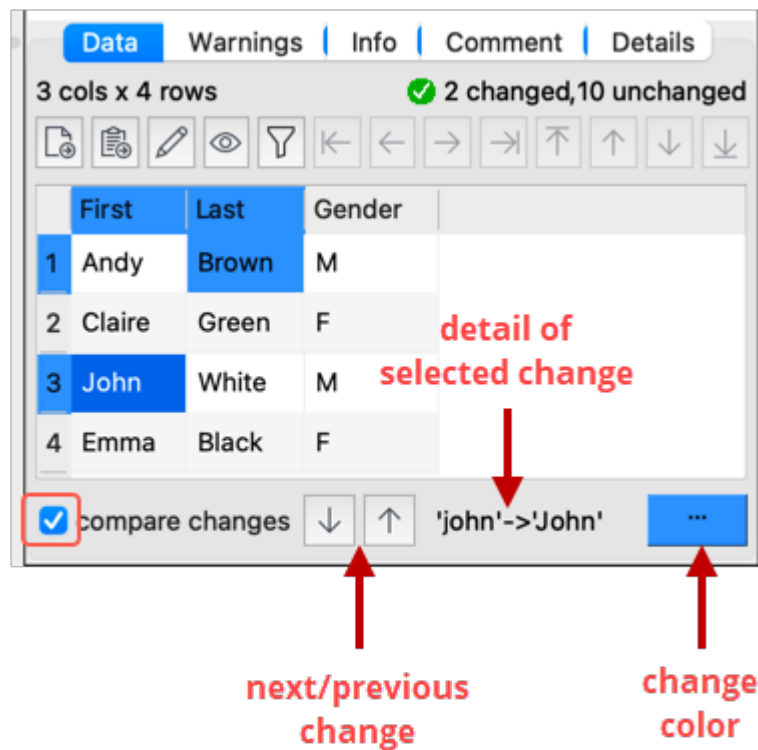 Data Warnings Info Comment Details
3 cols x 4 rows 2 changed,10 unchanged
First Last Gender
1 Andy Brown M
2 Claire Green F
3 John White M
4 Emma Black F
detail of
selected change
compare changes 'john'->'John' ...
next/previous
change
change
color